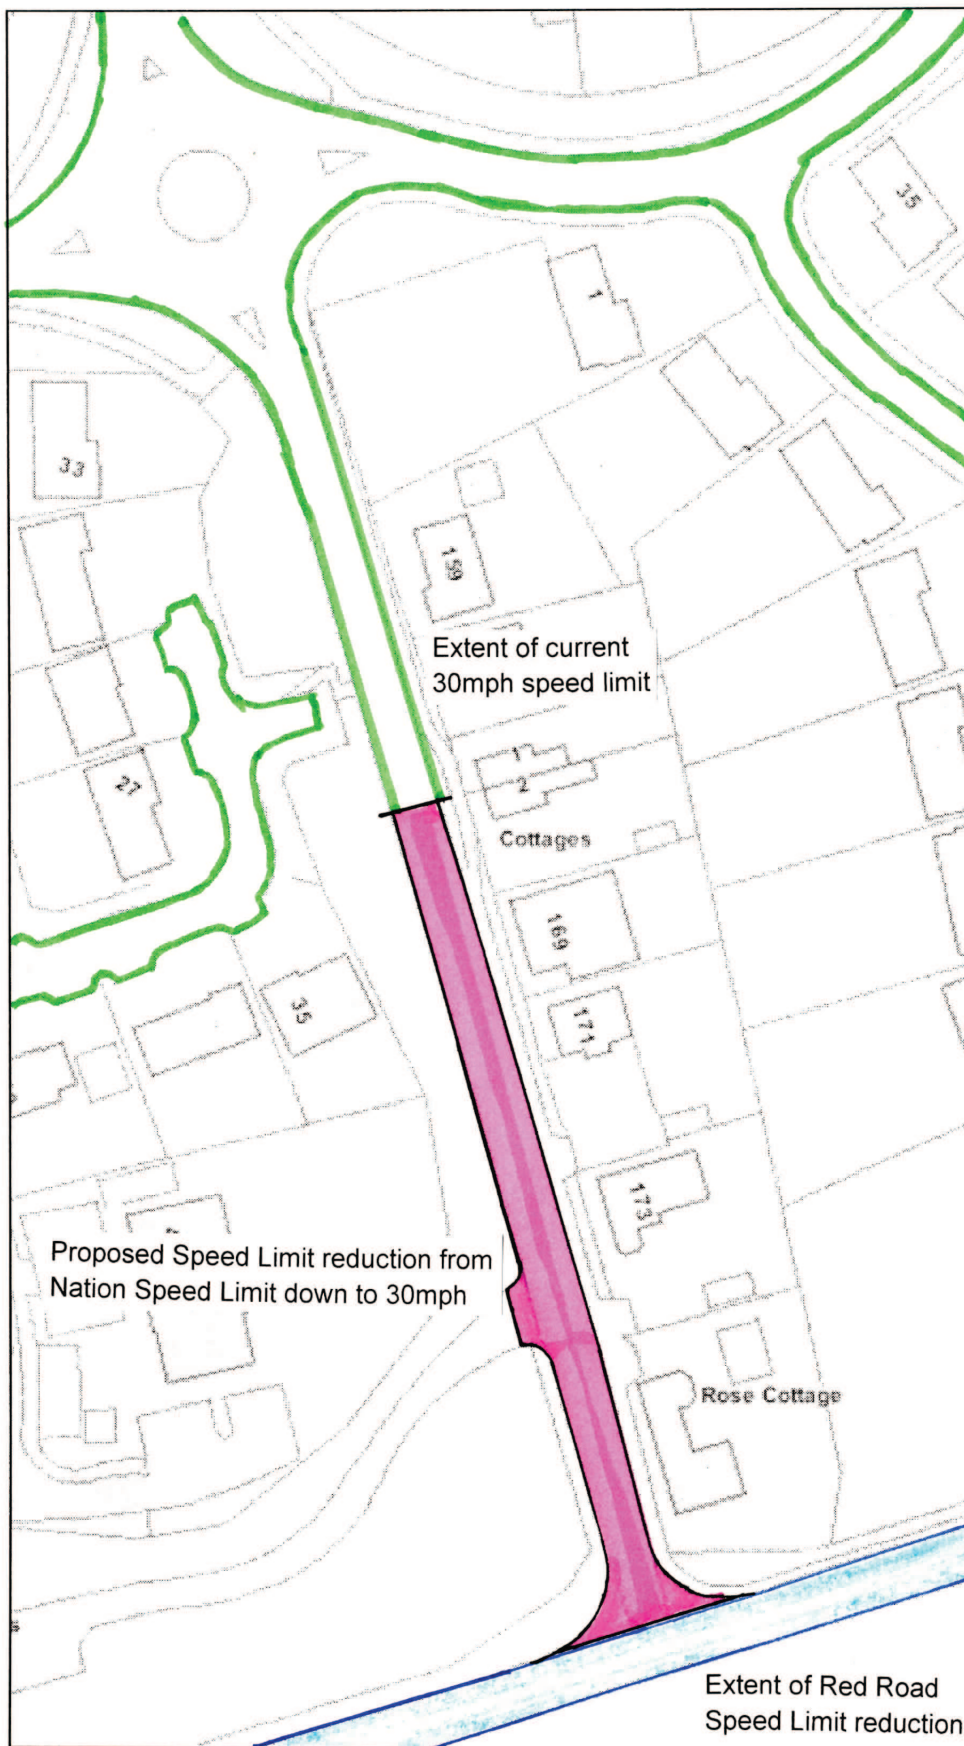 35
1
33
159
Extent of current
30mph speed limit
1
2
27
Cottages
169
35
171
173
Proposed Speed Limit reduction from
Nation Speed Limit down to 30mph
Rose Cottage
Extent of Red Road
Speed Limit reduction